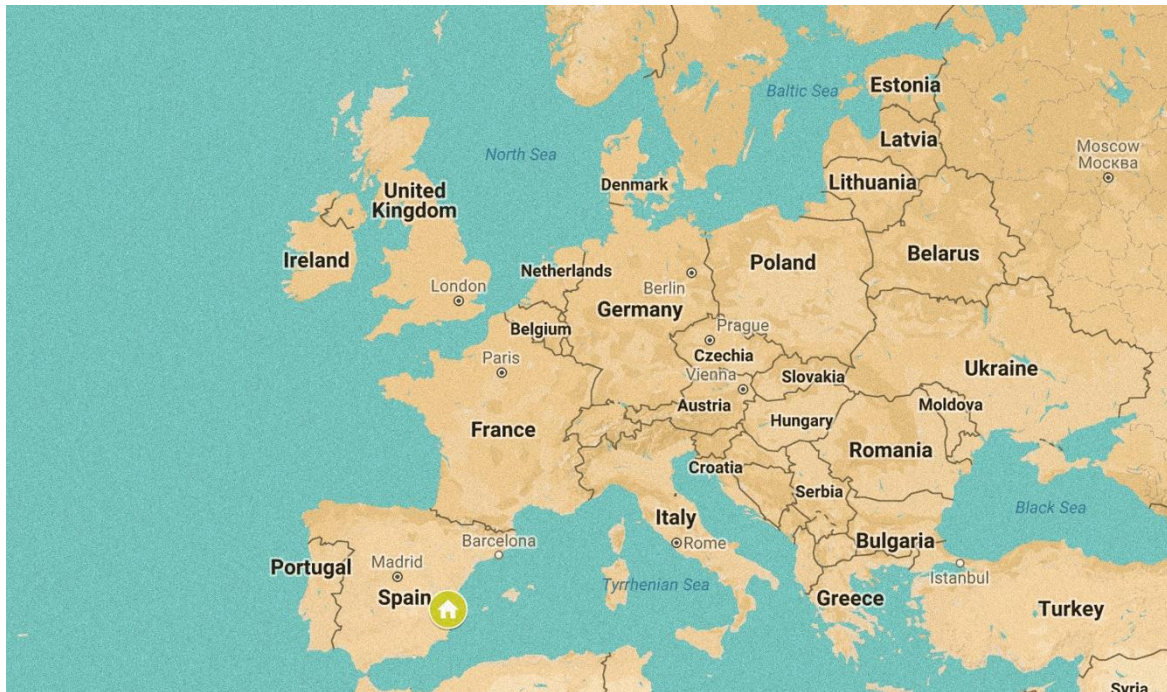 Baltic Sea
Estonia
Latvia
Moscow
Москва
North Sea
Denmark
Lithuania
United
Kingdom
Ireland
Belarus
Poland
Netherlands
London
Berlin
Germany
Belgium
Prague
Czechia
Paris
Vienna
Slovakia
Ukraine
Austria
Moldova
Hungary
France
Romania
Croatia
Serbia
Black Sea
Italy
Rome
Bulgaria
Barcelona
Portugal
Madrid
Spain
Tyrrhenian Sea
Istanbul
Greece
Turkey
Syria